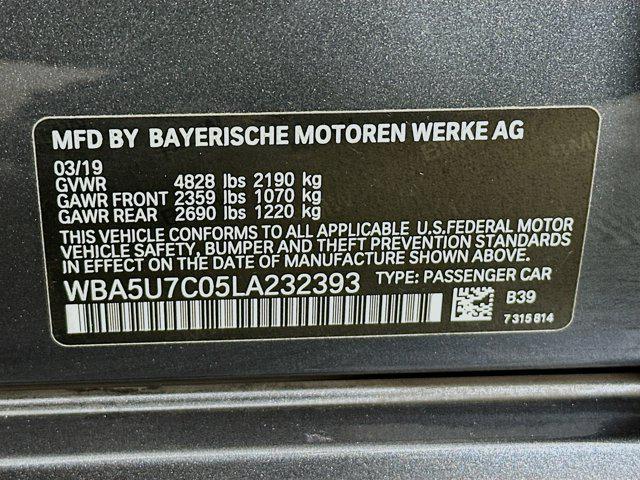 MFD BY BAYERISCHE MOTOREN WERKE AG
03/19
GVWR 4828 lbs 2190 kg
GAWR FRONT 2359 lbs 1070 kg
GAWR REAR 2690 lbs 1220 kg
THIS VEHICLE CONFORMS TO ALL APPLICABLE U.S.FEDERAL MOTOR
VEHICLE SAFETY, BUMPER AND THEFT PREVENTION STANDARDS
IN EFFECT ON THE DATE OF MANUFACTURE SHOWN ABOVE.
WBA5U7C05LA232393 TYPE: PASSENGER CAR
B39
7 315 814